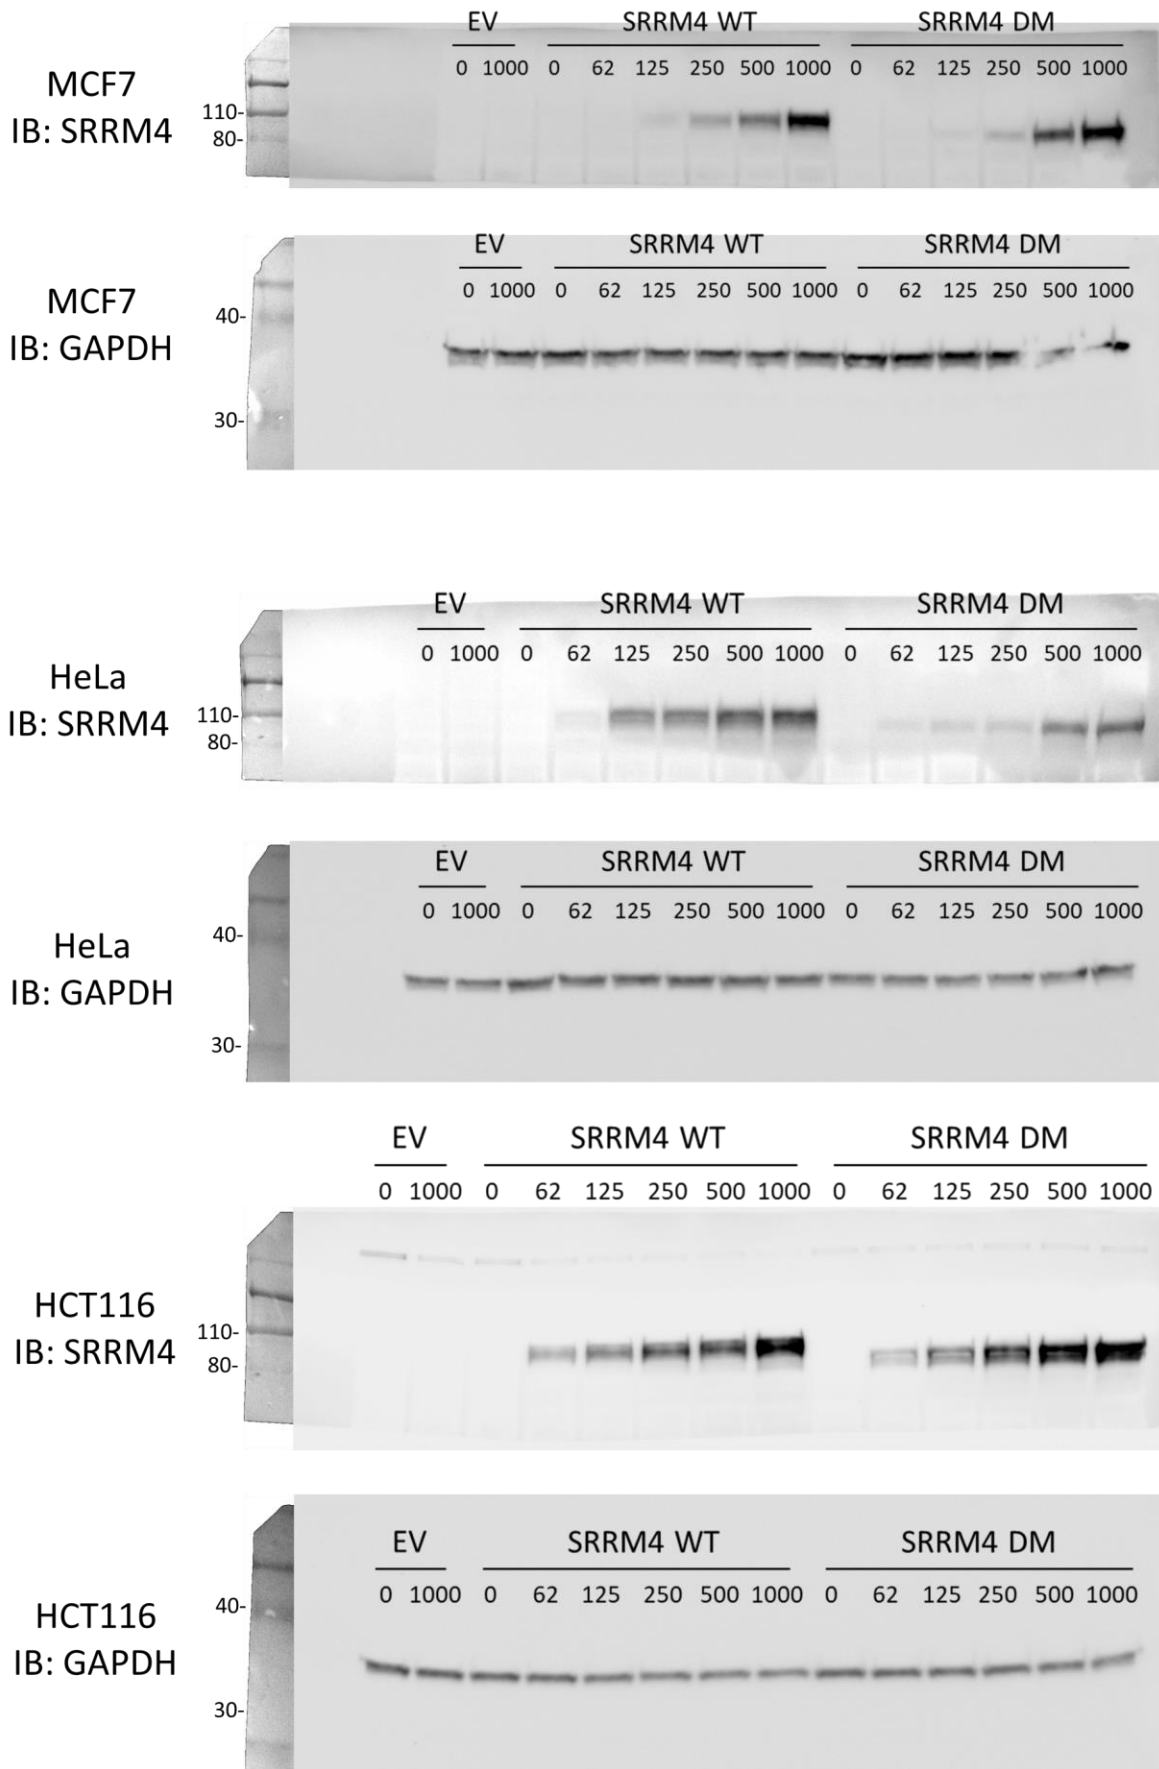 EV SRRM4 WT SRRM4 DM
0 1000 0 62 125 250 500 1000 0 62 125 250 500 1000
MCF7
IB: SRRM4
110-
80-
EV SRRM4 WT SRRM4 DM
0 1000 0 62 125 250 500 1000 0 62 125 250 500 1000
MCF7
IB: GAPDH
40-
30-
EV SRRM4 WT SRRM4 DM
0 1000 0 62 125 250 500 1000 0 62 125 250 500 1000
HeLa
IB: SRRM4
110-
80-
EV SRRM4 WT SRRM4 DM
0 1000 0 62 125 250 500 1000 0 62 125 250 500 1000
HeLa
IB: GAPDH
40-
30-
EV SRRM4 WT SRRM4 DM
0 1000 0 62 125 250 500 1000 0 62 125 250 500 1000
HCT116
IB: SRRM4
110-
80-
EV SRRM4 WT SRRM4 DM
0 1000 0 62 125 250 500 1000 0 62 125 250 500 1000
HCT116
IB: GAPDH
40-
30-